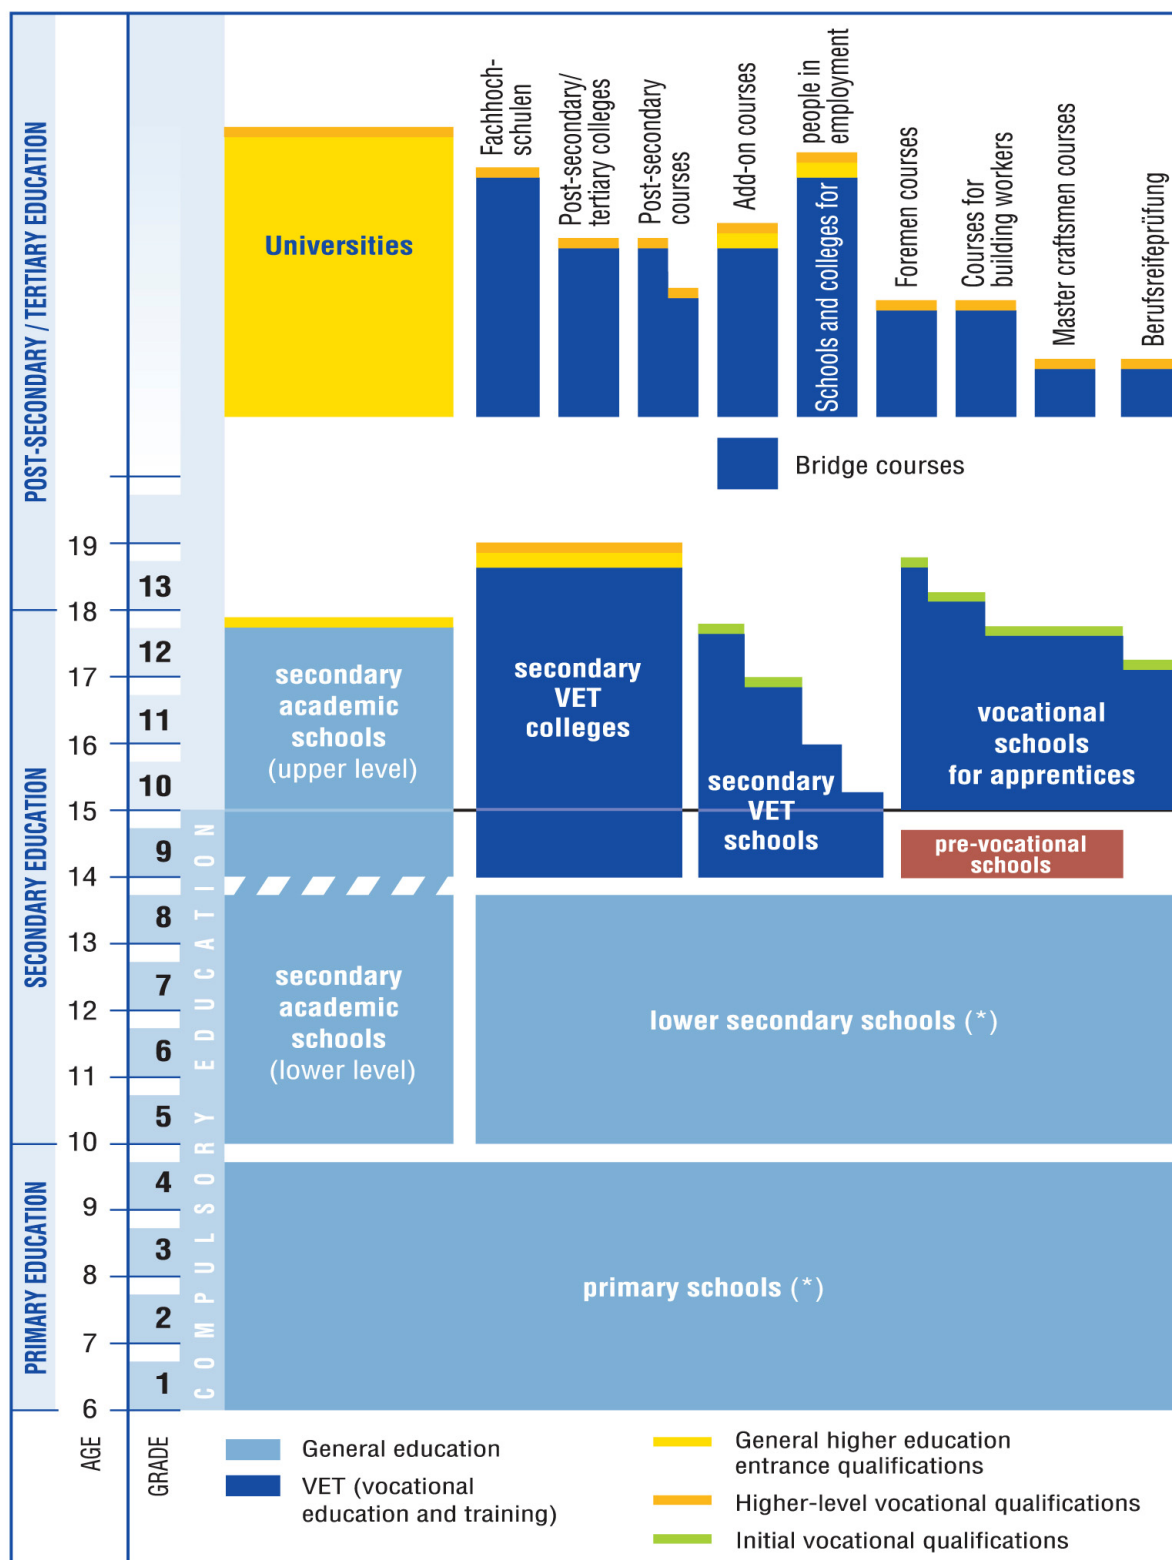 POST-SECONDARY / TERTIARY EDUCATION
SECONDARY EDUCATION
PRIMARY EDUCATION
Fachhoch-
schulen
Post-secondary/
tertiary colleges
Post-secondary
courses
Add-on courses
people in
employment
Schools and colleges for
Foremen courses
Courses for
building workers
Master craftsmen courses
Berufsreifeprüfung
Universities
Bridge courses
19
13
18
12
17
11
16
10
15
9
14
8
13
7
12
6
11
5
10
4
9
3
8
2
7
1
6
AGE
GRADE
COMPULSORY EDUCATION
secondary
academic
schools
(upper level)
secondary
VET
colleges
secondary
VET
schools
vocational
schools
for apprentices
pre-vocational
schools
secondary
academic
schools
(lower level)
lower secondary schools (*)
primary schools (*)
General education
VET (vocational
education and training)
General higher education
entrance qualifications
Higher-level vocational qualifications
Initial vocational qualifications